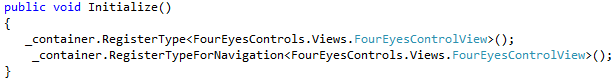 public void Initialize()
{
_container.RegisterType<FourEyesControls.Views.FourEyesControlView>();
_container.RegisterTypeForNavigation<FourEyesControls.Views.FourEyesControlView>();
}